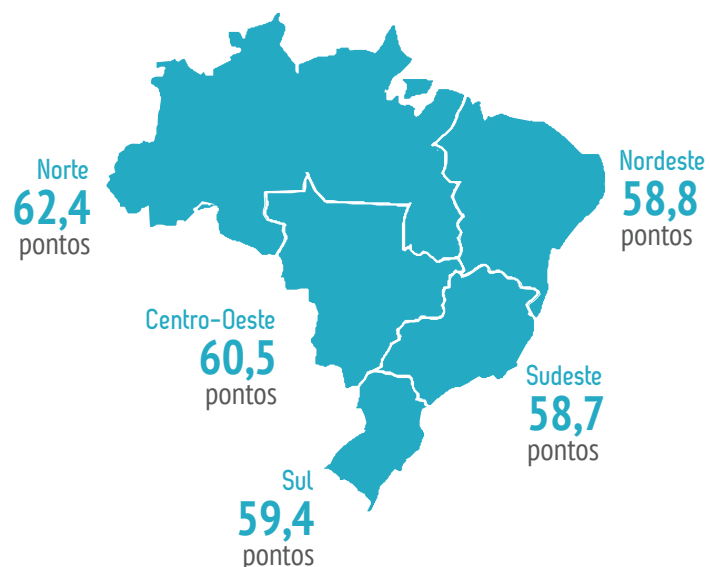 Norte
62,4
pontos
Nordeste
58,8
pontos
Centro-Oeste
60,5
pontos
Sudeste
58,7
pontos
Sul
59,4
pontos